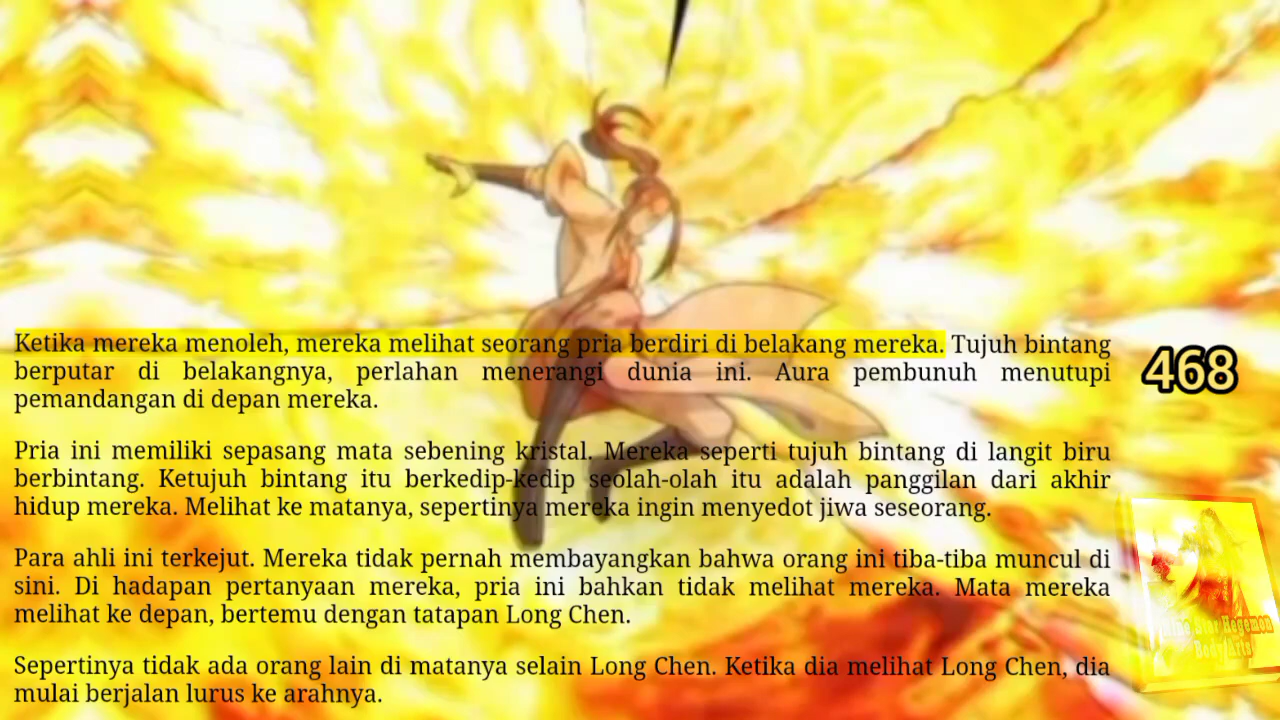 Ketika mereka menoleh, mereka melihat seorang pria berdiri di belakang mereka. Tujuh bintang
berputar di belakangnya, perlahan menerangi dunia ini. Aura pembunuh menutupi
pemandangan di depan mereka.
468
Pria ini memiliki sepasang mata sebening kristal. Mereka seperti tujuh bintang di langit biru
berbintang. Ketujuh bintang itu berkedip-kedip seolah-olah itu adalah panggilan dari akhir
hidup mereka. Melihat ke matanya, sepertinya mereka ingin menyedot jiwa seseorang.
Para ahli ini terkejut. Mereka tidak pernah membayangkan bahwa orang ini tiba-tiba muncul di
sini. Di hadapan pertanyaan mereka, pria ini bahkan tidak melihat mereka. Mata mereka
melihat ke depan, bertemu dengan tatapan Long Chen.
Sepertinya tidak ada orang lain di matanya selain Long Chen. Ketika dia melihat Long Chen, dia
mulai berjalan lurus ke arahnya.
Nine Star Hegemon
Body Arts